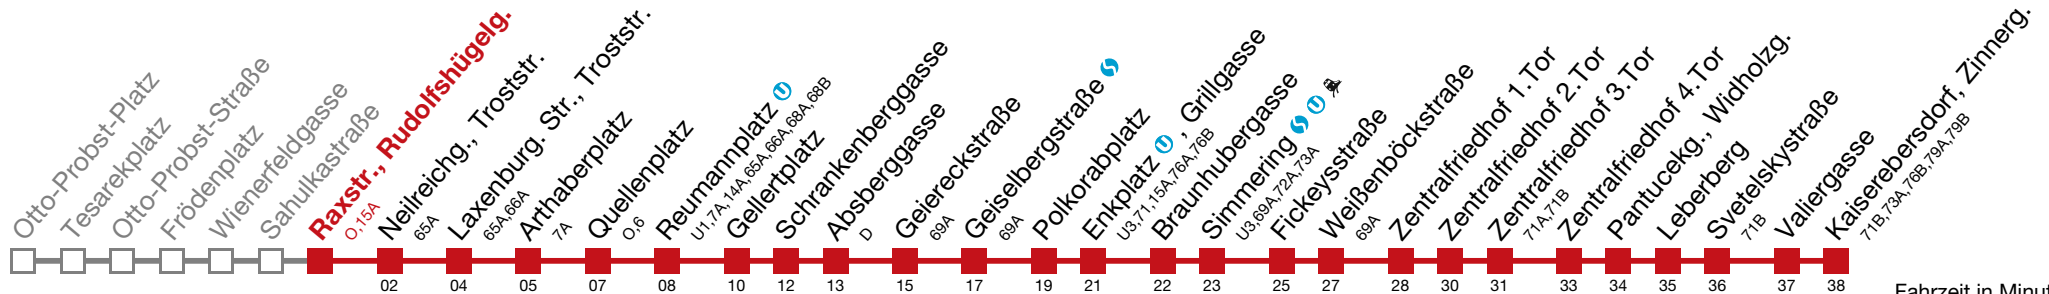 Otto-Probst-Platz
Tesarekplatz
Otto-Probst-Straße
Frödenplatz
Wienerfeldgasse
Sahulkastraße
Raxstr., Rudolfshügelg.
O,15A
Neilreichg., Troststr.
65A
Laxenburg. Str., Troststr.
65A,66A
Arthaberplatz
7A
Quellenplatz
O,6
Reumannplatz U
U1,7A,14A,65A,66A,68A,68B
Gellertplatz
Schrankenberggasse
Absberggasse
D
Geiereckstraße
69A
Geiselbergstraße S
69A
Polkorabplatz
Enkplatz U , Grillgasse
U3,71,15A,76A,76B
Braunhubergasse
Simmering S U
U3,69A,72A,73A
Fickeysstraße
Weißenböckstraße
69A
Zentralfriedhof 1.Tor
Zentralfriedhof 2.Tor
Zentralfriedhof 3.Tor
71A,71B
Zentralfriedhof 4.Tor
Pantucekg., Widholzg.
Leberberg
Svetelskystraße
71B
Valiergasse
Kaiserebersdorf, Zinnerg.
71B,73A,76B,79A,79B
02 04 05 07 08 10 12 13 15 17 19 21 22 23 25 27 28 30 31 33 34 35 36 37 38
Fahrzeit in Minut